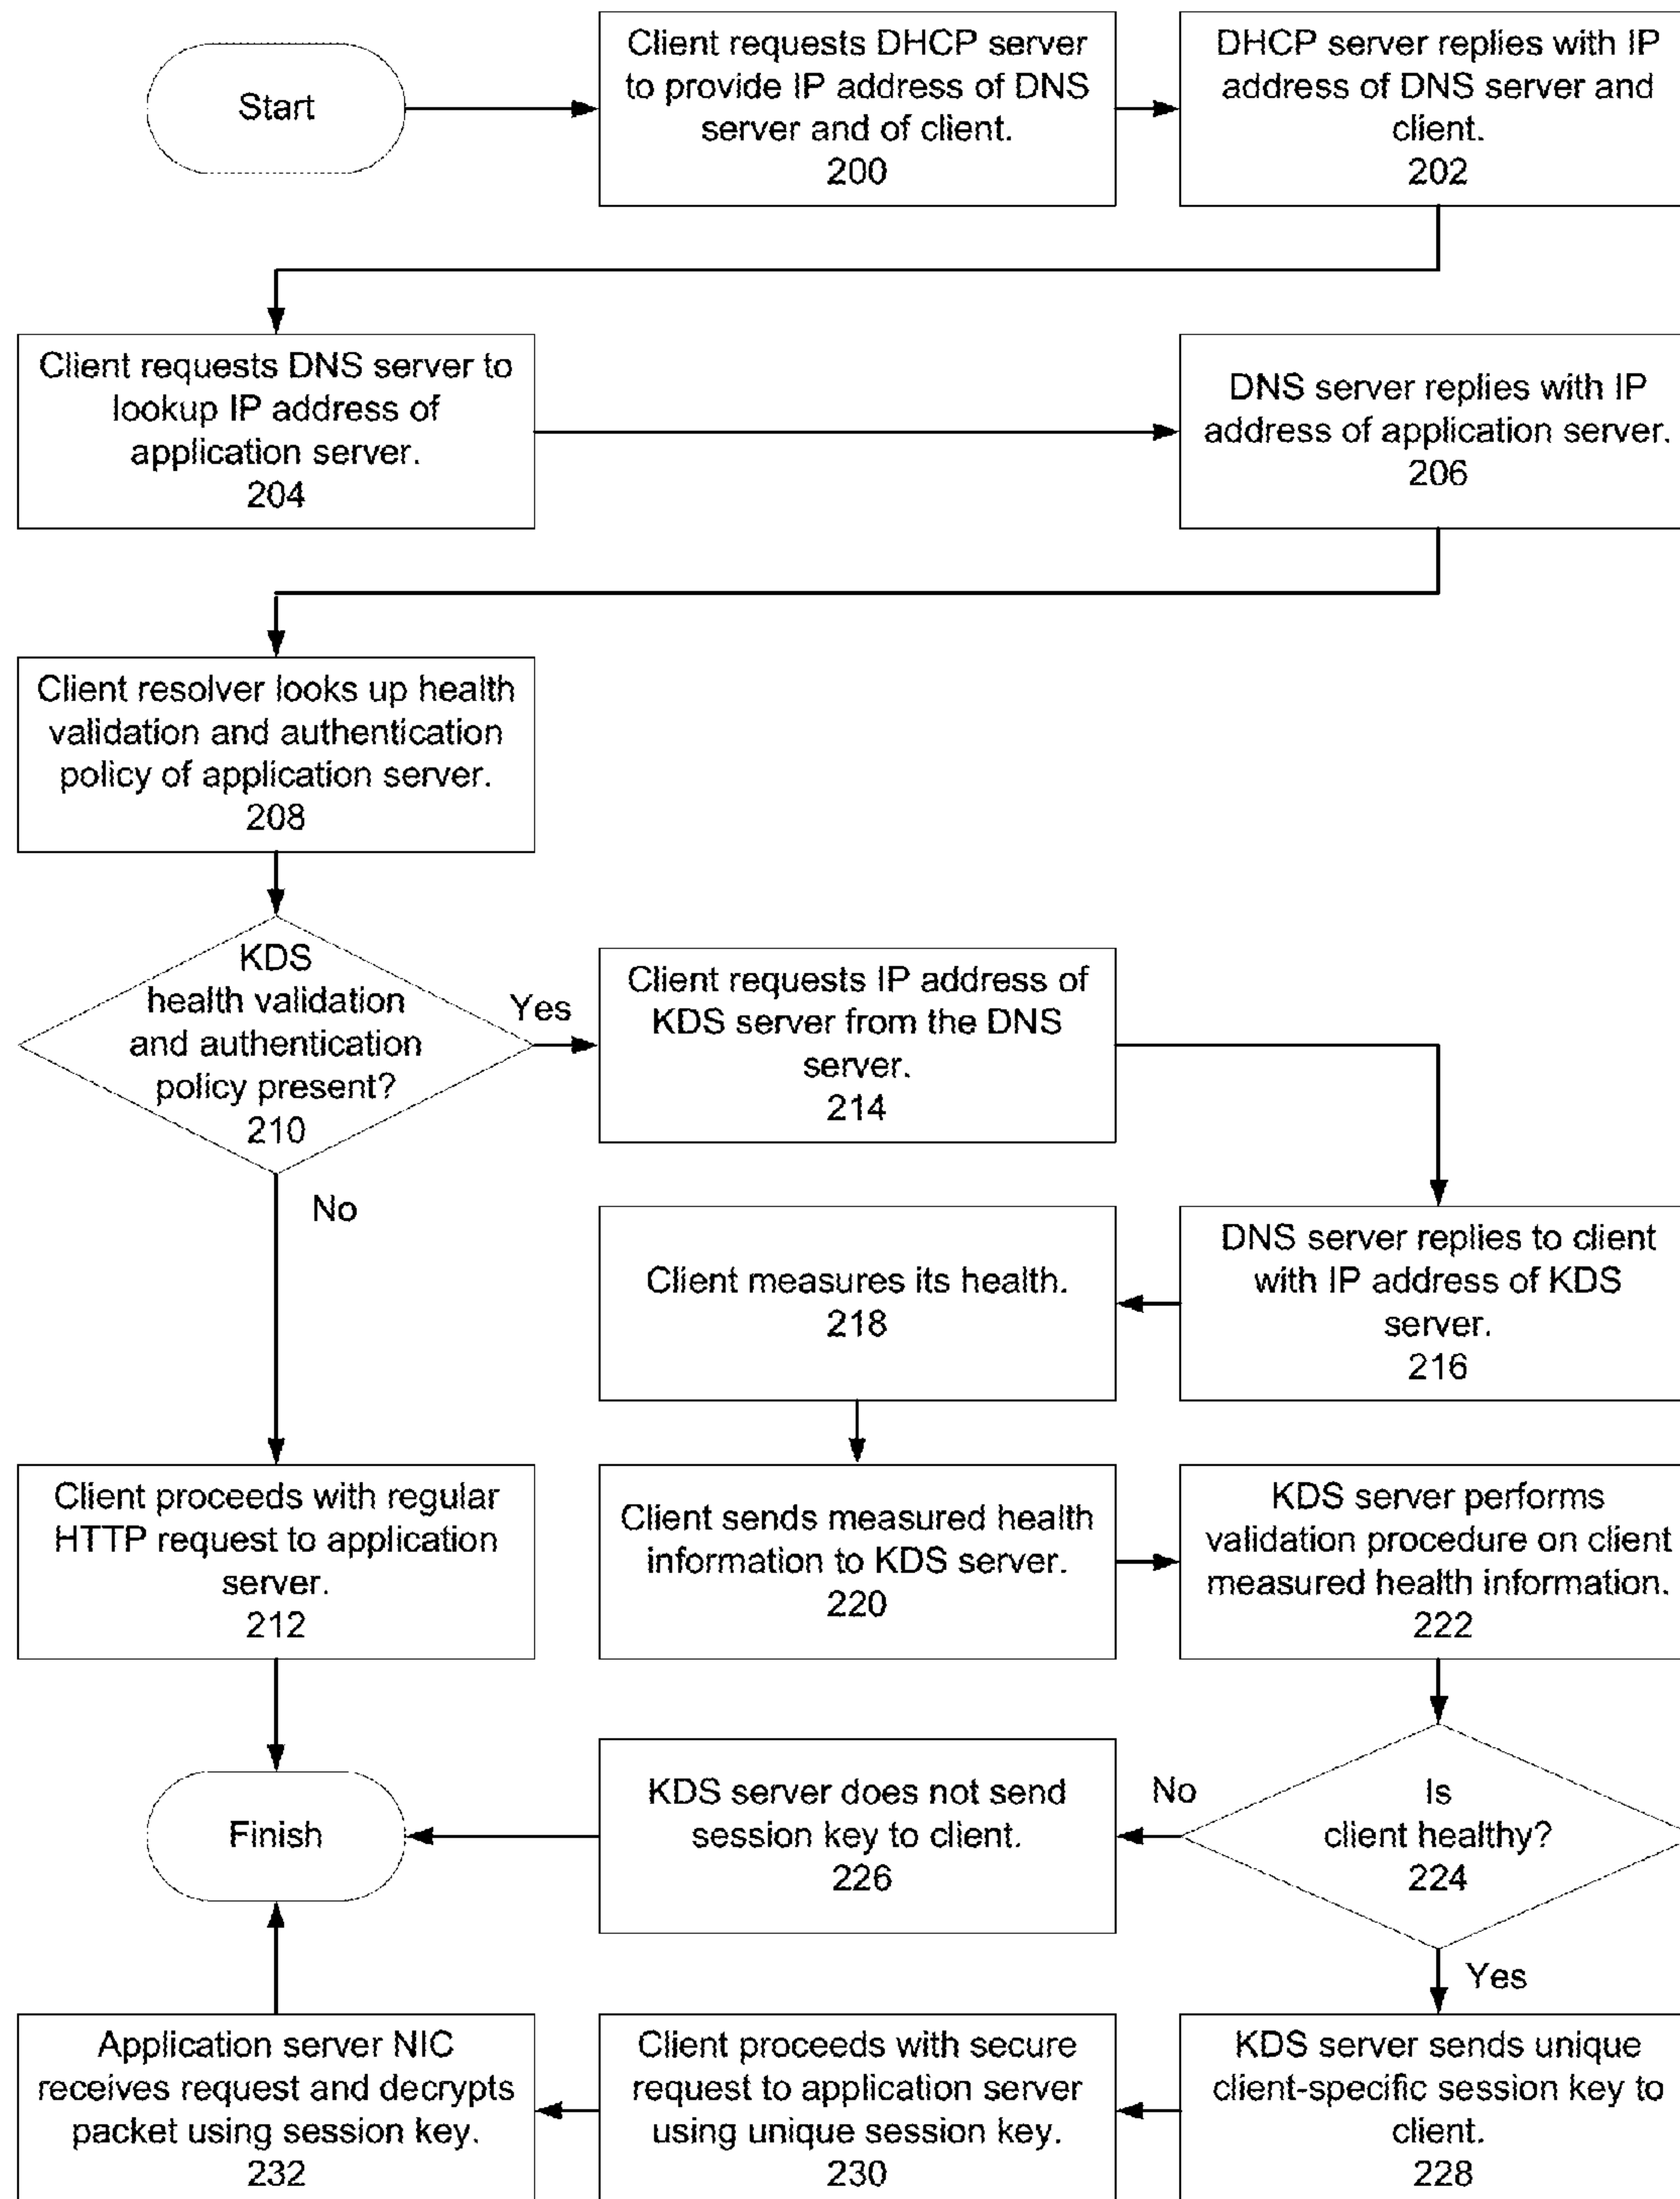 Start
Client requests DHCP server
to provide IP address of DNS
server and of client.
200
DHCP server replies with IP
address of DNS server and
client.
202
Client requests DNS server to
lookup IP address of
application server.
204
DNS server replies with IP
address of application server.
206
Client resolver looks up health
validation and authentication
policy of application server.
208
KDS
health validation
and authentication
policy present?
210
Yes
No
Client requests IP address of
KDS server from the DNS
server.
214
DNS server replies to client
with IP address of KDS
server.
216
Client measures its health.
218
Client proceeds with regular
HTTP request to application
server.
212
Client sends measured health
information to KDS server.
220
KDS server performs
validation procedure on client
measured health information.
222
Is
client healthy?
224
No
Yes
KDS server does not send
session key to client.
226
Finish
KDS server sends unique
client-specific session key to
client.
228
Client proceeds with secure
request to application server
using unique session key.
230
Application server NIC
receives request and decrypts
packet using session key.
232